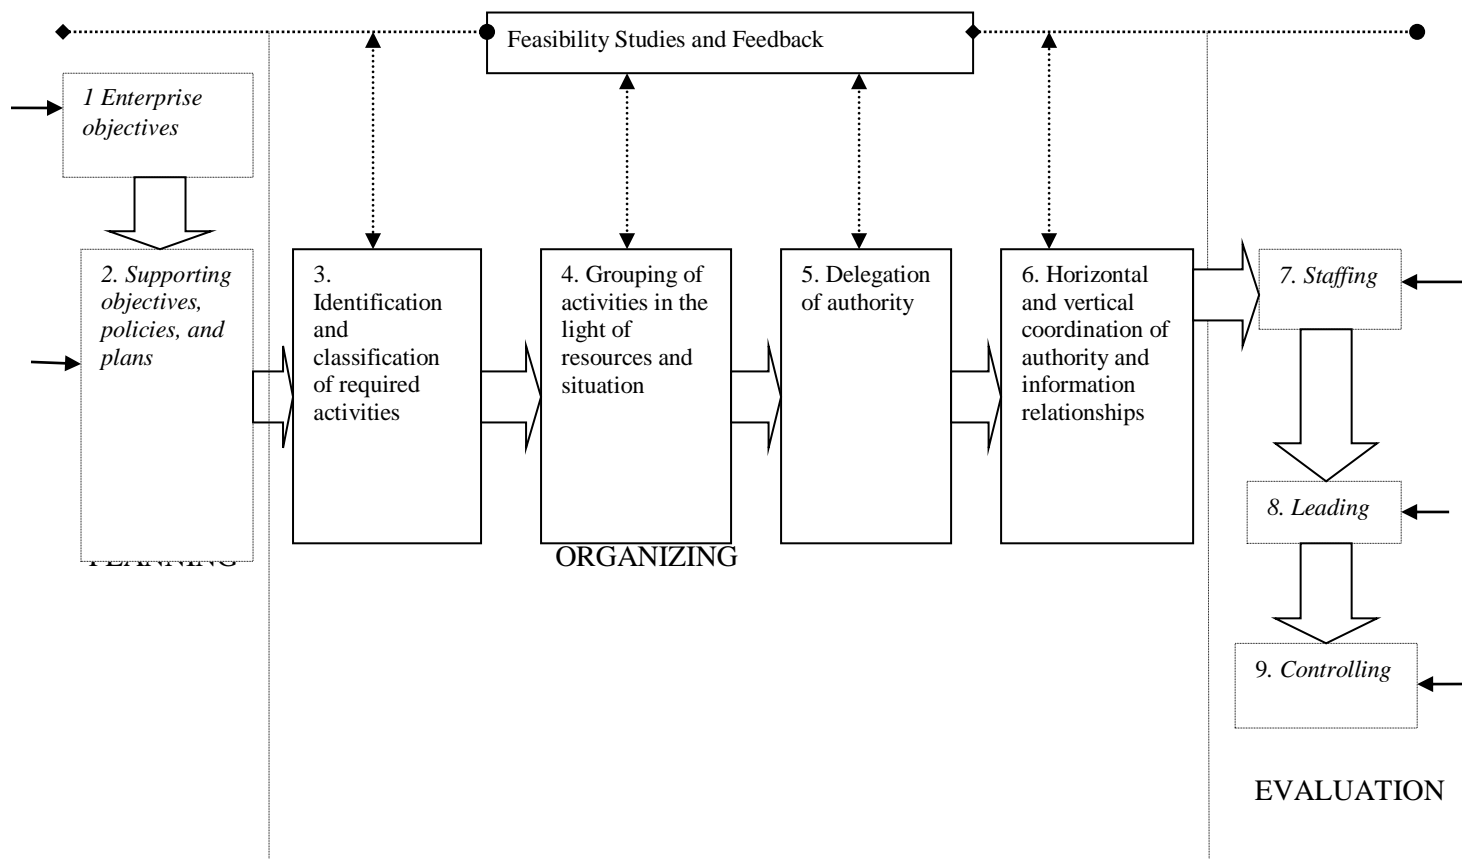 Feasibility Studies and Feedback
1 Enterprise
objectives
2. Supporting
objectives,
policies, and
plans
3.
Identification
and
classification
of required
activities
4. Grouping of
activities in the
light of
resources and
situation
5. Delegation
of authority
6. Horizontal
and vertical
coordination of
authority and
information
relationships
7. Staffing
8. Leading
9. Controlling
PLANNING
ORGANIZING
EVALUATION